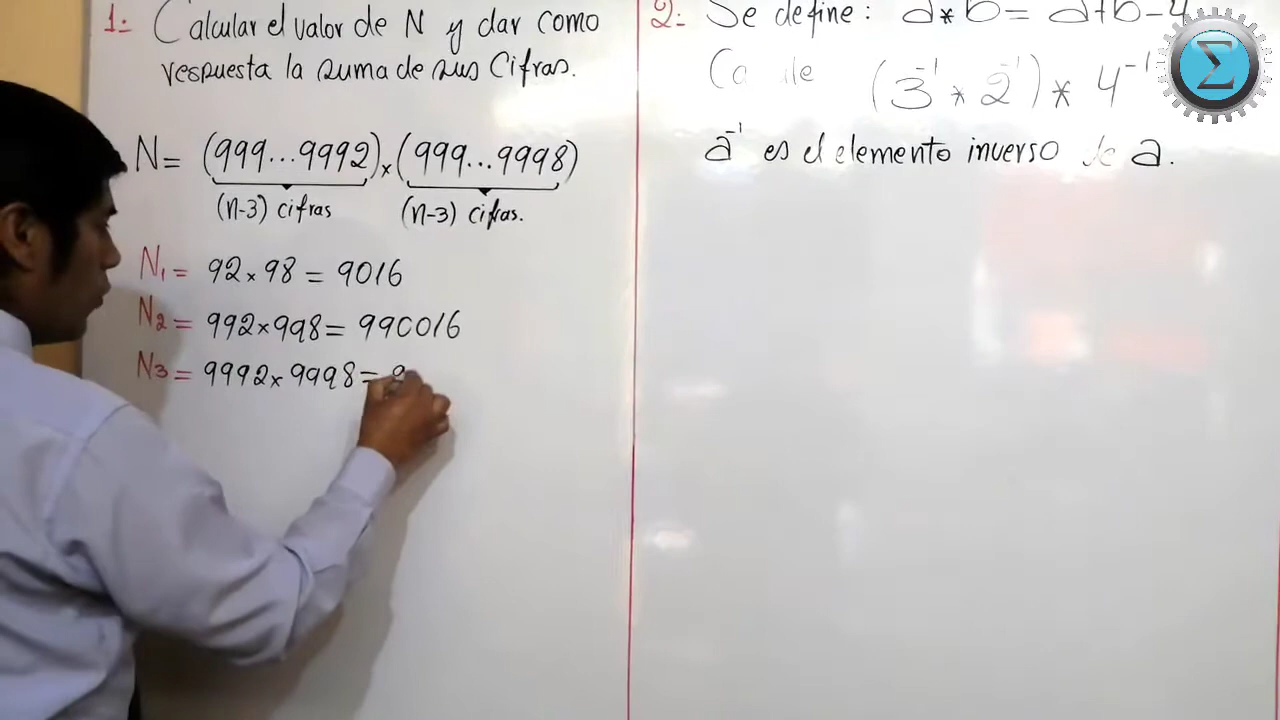 1.- Calcular el valor de N y dar como
respuesta la suma de sus Cifras.
N= (999...9992)×(999...9998)
(n-3) cifras (n-3) cifras.
N1 = 92×98 = 9016
N2 = 992×998 = 990016
N3 = 9992×9998 = 9
2.- Se define: a*b= a+b-4
(3⁻¹ * 2⁻¹) * 4⁻¹
a⁻¹ es el elemento inverso de a.
Σ